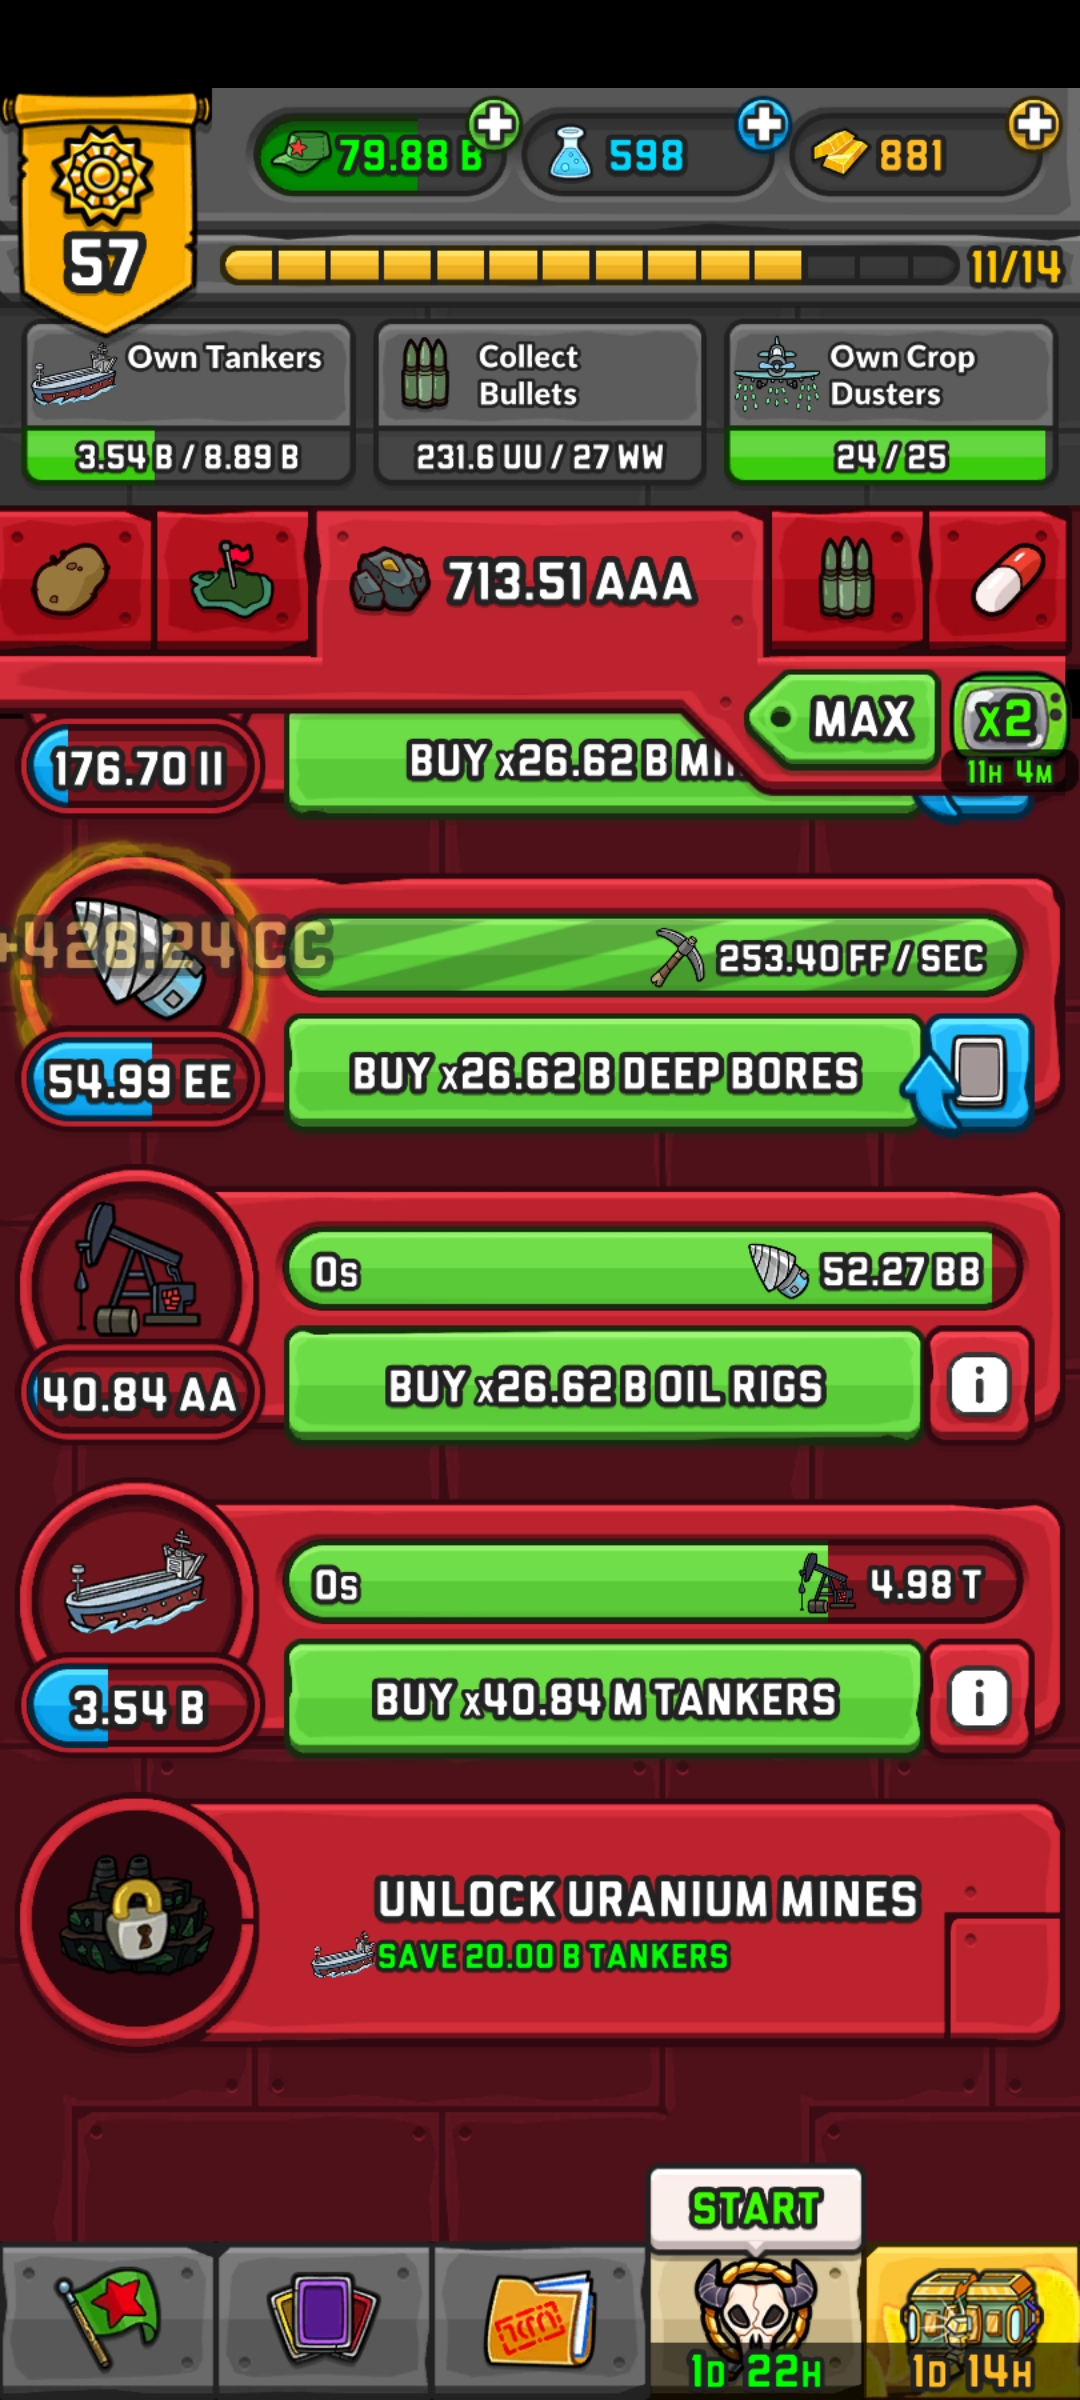 79.88 B
598
881
57
11/14
Own Tankers
3.54 B / 8.89 B
Collect
Bullets
231.6 UU / 27 WW
Own Crop
Dusters
24 / 25
713.51 AAA
MAX
x2
11H 4M
176.70 II
BUY x26.62 B
+428.24 CC
253.40 FF / SEC
54.99 EE
BUY x26.62 B DEEP BORES
0s
52.27 BB
40.84 AA
BUY x26.62 B OIL RIGS
i
0s
4.98 T
3.54 B
BUY x40.84 M TANKERS
i
UNLOCK URANIUM MINES
SAVE 20.00 B TANKERS
START
1D 22H
1D 14H